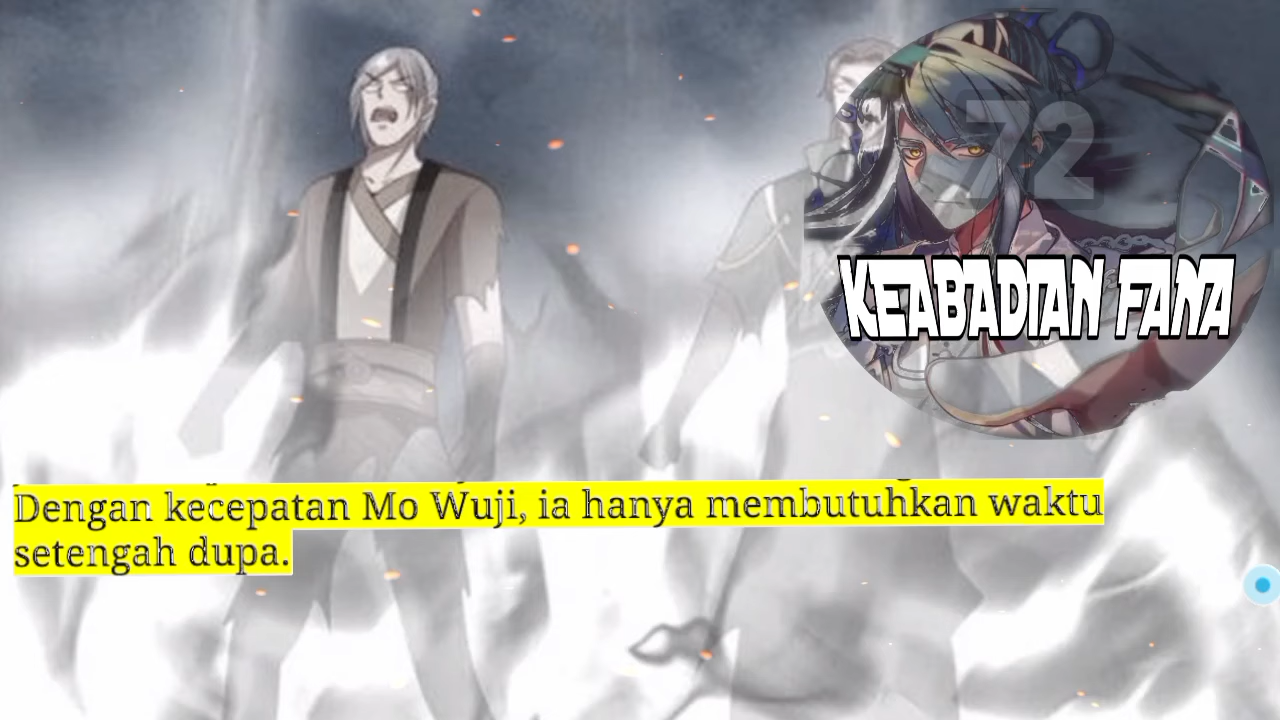 72
KEABADIAN FANA
Dengan kecepatan Mo Wuji, ia hanya membutuhkan waktu
setengah dupa.